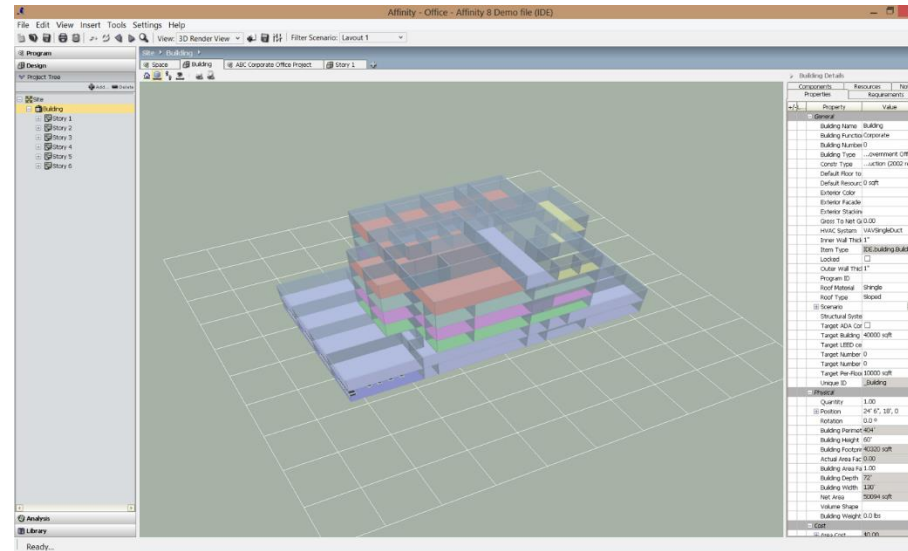 Affinity - Office - Affinity 8 Demo file (IDE)
File Edit View Insert Tools Settings Help
View: 3D Render View Filter Scenario: Layout 1
Program
Design
Project Tree
Add... Delete
Site
Building
Story 1
Story 2
Story 3
Story 4
Story 5
Story 6
Analysis
Library
Ready...
Site Building
Space Building ABC Corporate Office Project Story 1
Building Details
Components Resources Not
Properties Requirements
+/- Property Value
General
Building Name Building
Building Functio Corporate
Building Number 0
Building Type ...overnment Offi
Constr Type ...uction (2002 n
Default Floor to
Default Resourc 0 sqft
Exterior Color
Exterior Facade
Exterior Stackin
Gross To Net G 0.00
HVAC System VAVSingleDuct
Inner Wall Thick 1"
Item Type IDE.building.Build
Locked
Outer Wall Thic 1"
Program ID
Roof Material Shingle
Roof Type Sloped
Scenario
Structural Syste
Target ADA Cor
Target Building 40000 sqft
Target LEED ce
Target Number 0
Target Number 0
Target Per-Floor 10000 sqft
Unique ID _Building
Physical
Quantity 1.00
Position 24' 6", 18', 0
Rotation 0.0 °
Building Perimet 404'
Building Height 60'
Building Footpri 40320 sqft
Actual Area Fac 0.00
Building Area Fa 1.00
Building Depth 72'
Building Width 130'
Net Area 50094 sqft
Volume Shape
Building Weight 0.0 lbs
Cost
Area Cost $0.00